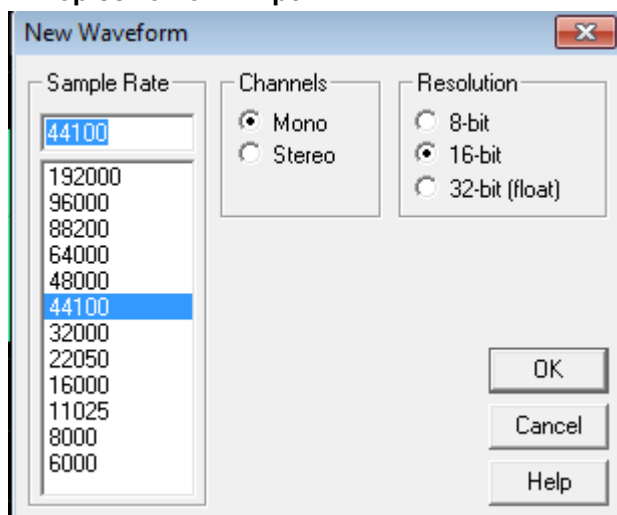 New Waveform
Sample Rate
44100
192000
96000
88200
64000
48000
44100
32000
22050
16000
11025
8000
6000
Channels
Mono
Stereo
Resolution
8-bit
16-bit
32-bit (float)
OK
Cancel
Help